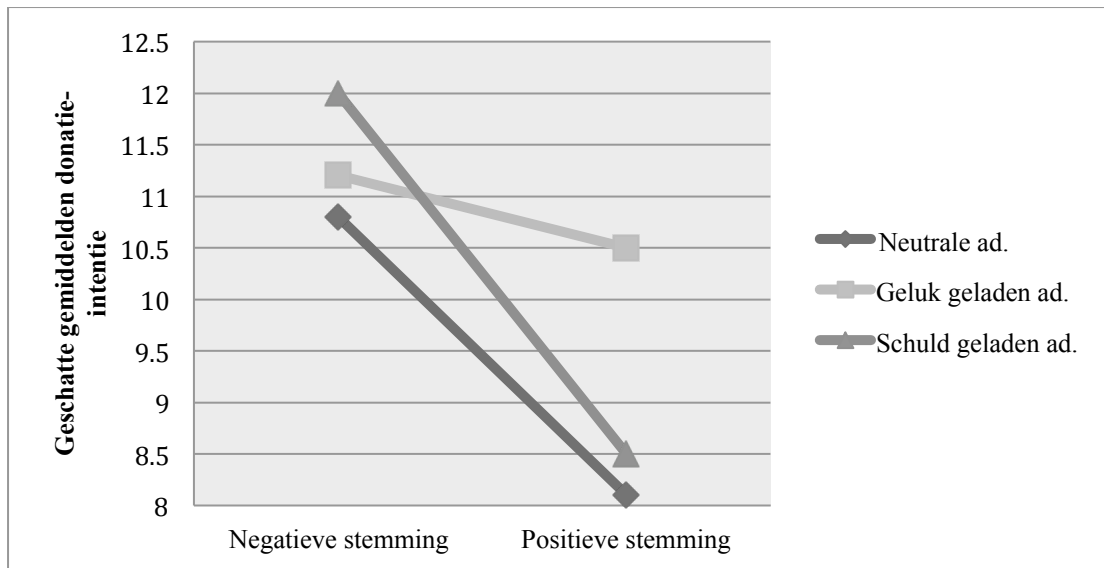 Geschatte gemiddelden donatie-
intentie
12.5
12
11.5
11
10.5
10
9.5
9
8.5
8
Negatieve stemming
Positieve stemming
Neutrale ad.
Geluk geladen ad.
Schuld geladen ad.